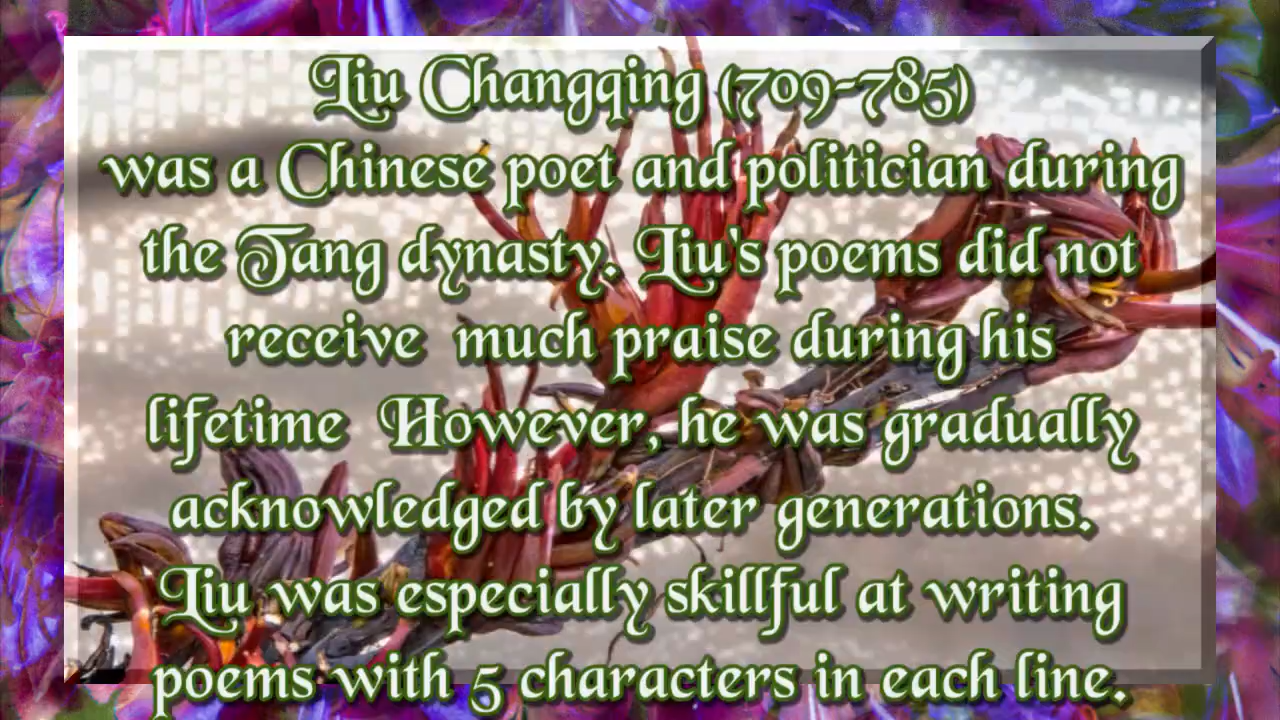 Liu Changqing (709-785)
was a Chinese poet and politician during
the Tang dynasty. Liu's poems did not
receive much praise during his
lifetime However, he was gradually
acknowledged by later generations.
Liu was especially skillful at writing
poems with 5 characters in each line.